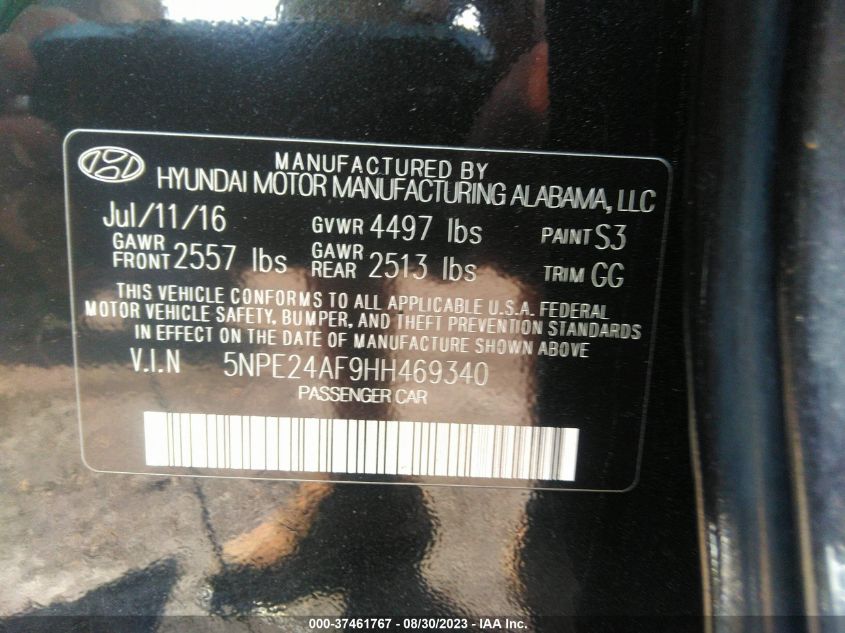 MANUFACTURED BY
HYUNDAI MOTOR MANUFACTURING ALABAMA, LLC
Jul/11/16 GVWR 4497 lbs PAINT S3
GAWR FRONT 2557 lbs GAWR REAR 2513 lbs TRIM GG
THIS VEHICLE CONFORMS TO ALL APPLICABLE U.S.A. FEDERAL
MOTOR VEHICLE SAFETY, BUMPER, AND THEFT PREVENTION STANDARDS
IN EFFECT ON THE DATE OF MANUFACTURE SHOWN ABOVE
V.I.N 5NPE24AF9HH469340
PASSENGER CAR
000-37461767 - 08/30/2023 - IAA Inc.